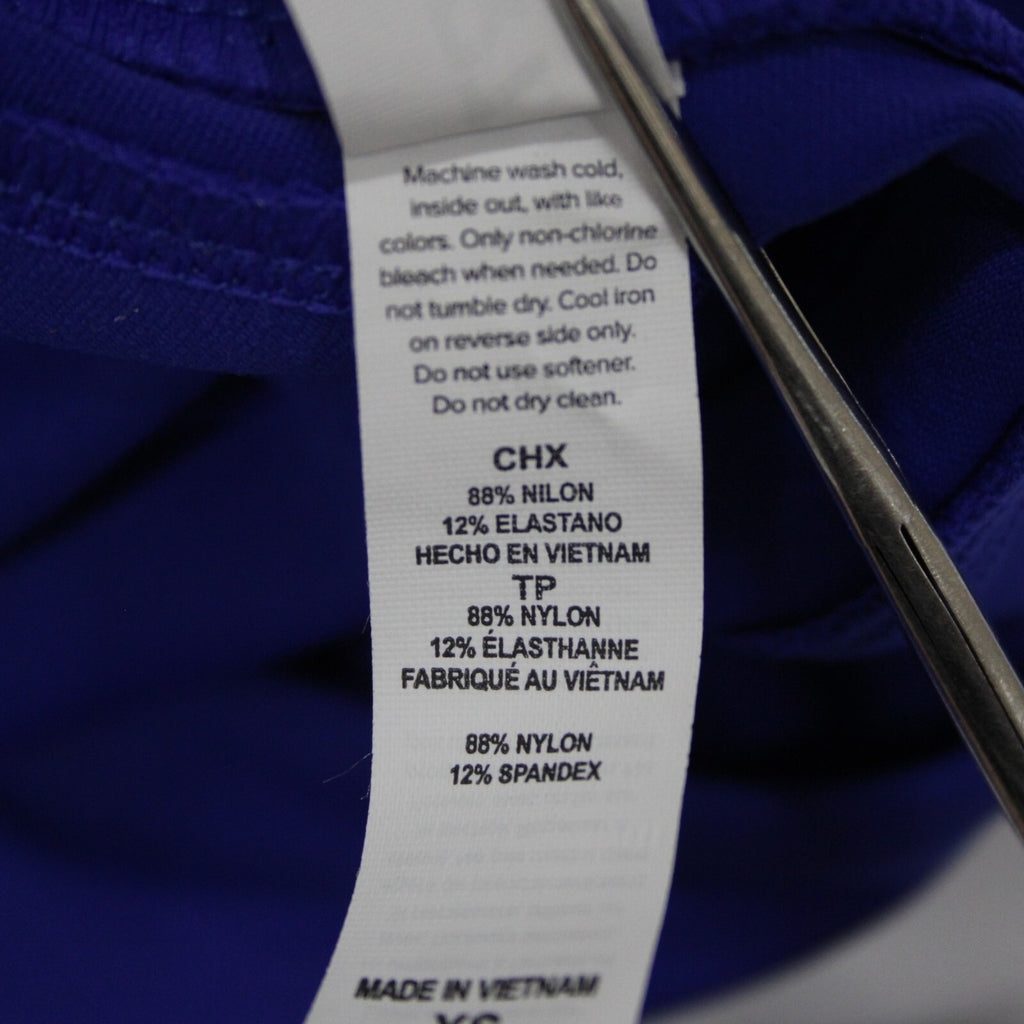 Machine wash cold,
inside out, with like
colors. Only non-chlorine
bleach when needed. Do
not tumble dry. Cool iron
on reverse side only.
Do not use softener.
Do not dry clean.
CHX
88% NILON
12% ELASTANO
HECHO EN VIETNAM
TP
88% NYLON
12% ÉLASTHANNE
FABRIQUÉ AU VIÊTNAM
88% NYLON
12% SPANDEX
MADE IN VIETNAM
XS